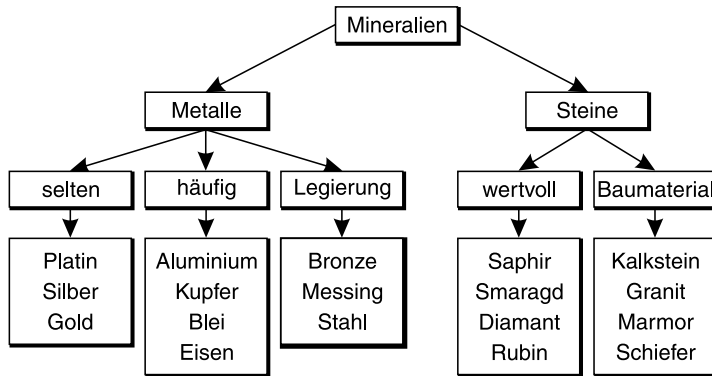 Mineralien
Metalle
Steine
selten
häufig
Legierung
wertvoll
Baumaterial
Platin
Silber
Gold
Aluminium
Kupfer
Blei
Eisen
Bronze
Messing
Stahl
Saphir
Smaragd
Diamant
Rubin
Kalkstein
Granit
Marmor
Schiefer